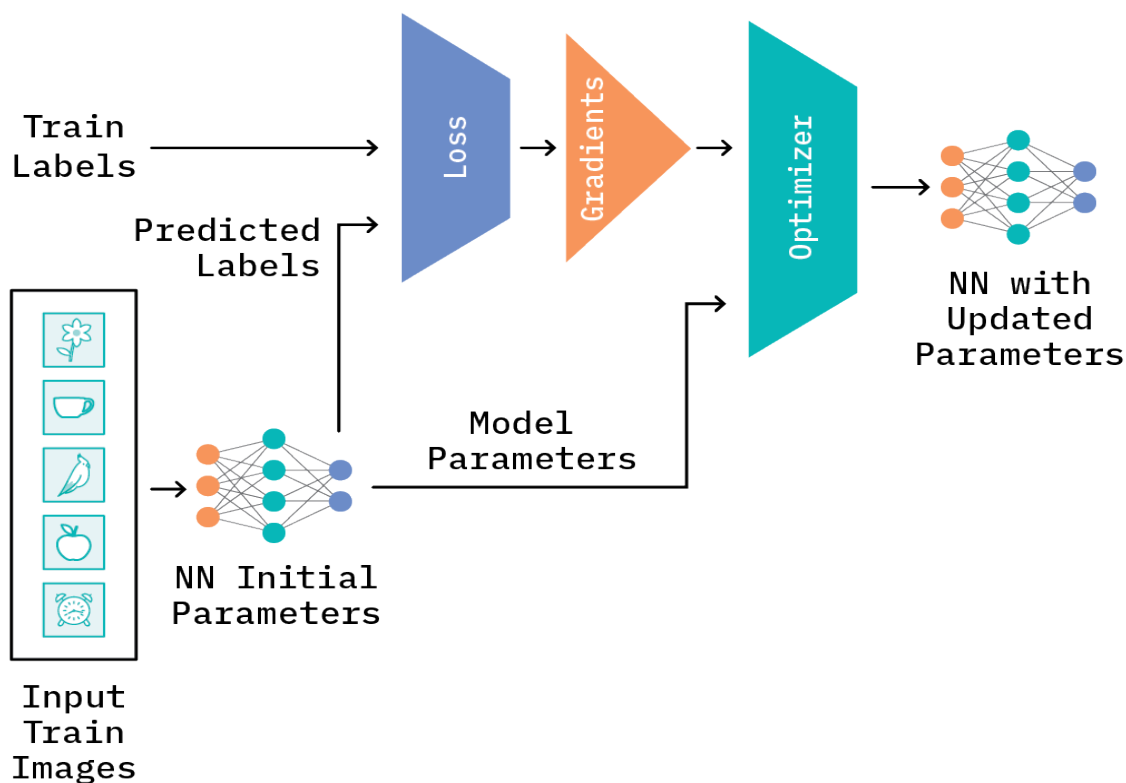 Train
Labels
Predicted
Labels
Loss
Gradients
Optimizer
NN with
Updated
Parameters
Model
Parameters
NN Initial
Parameters
Input
Train
Images